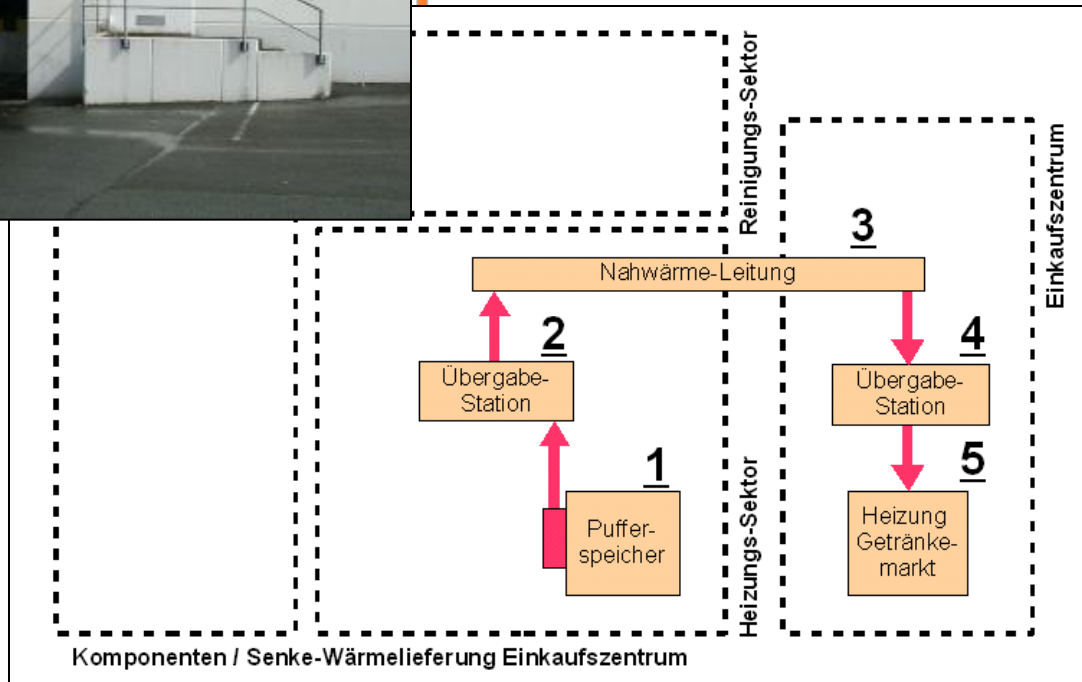 Reinigungs-Sektor
Einkaufszentrum
3
Nahwärme-Leitung
2
Übergabe-
Station
4
Übergabe-
Station
1
Puffer-
speicher
5
Heizung
Getränke-
markt
Heizungs-Sektor
Komponenten / Senke-Wärmelieferung Einkaufszentrum